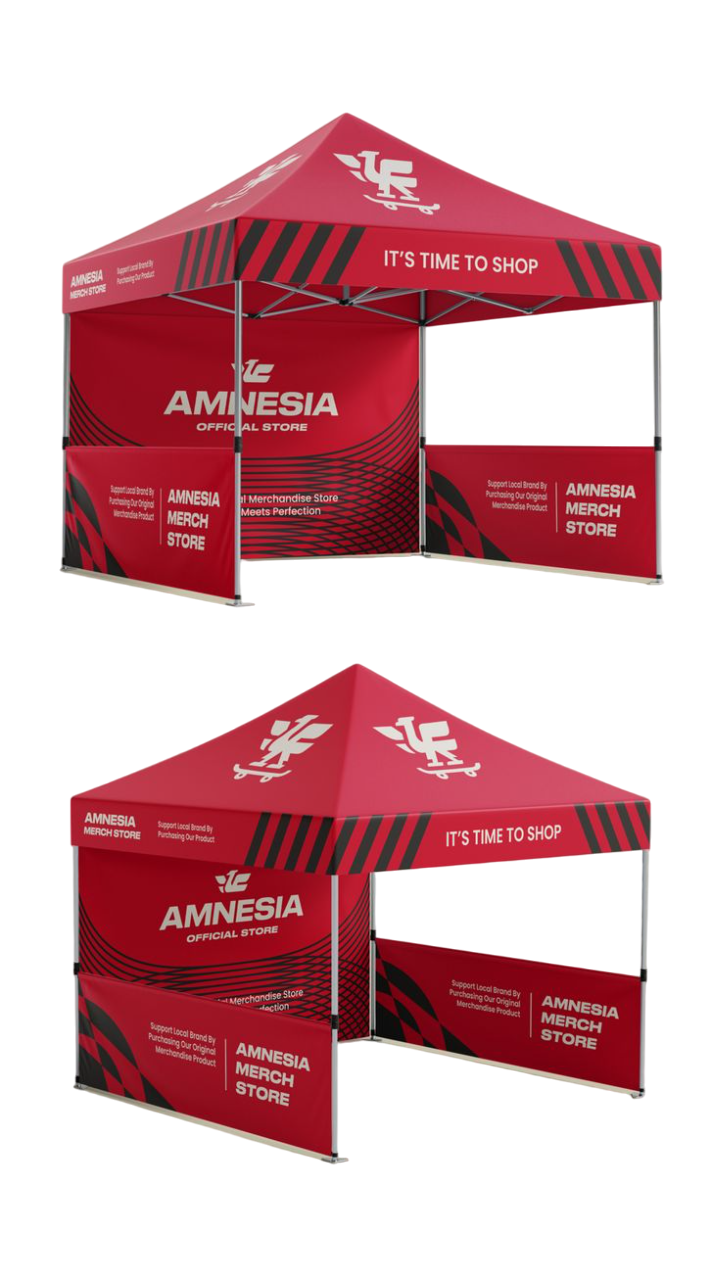 AMNESIA
MERCH STORE
Support Local Brand By
Purchasing Our Product
IT'S TIME TO SHOP
AMNESIA
OFFICIAL STORE
Merchandise Store
Meets Perfection
Support Local Brand By
Purchasing Our Original
Merchandise Product
AMNESIA
MERCH
STORE
Support Local Brand By
Purchasing Our Original
Merchandise Product
AMNESIA
MERCH
STORE
AMNESIA
MERCH STORE
Support Local Brand By
Purchasing Our Product
IT'S TIME TO SHOP
AMNESIA
OFFICIAL STORE
Merchandise Store
Support Local Brand By
Purchasing Our Original
Merchandise Product
AMNESIA
MERCH
STORE
Support Local Brand By
Purchasing Our Original
Merchandise Product
AMNESIA
MERCH
STORE